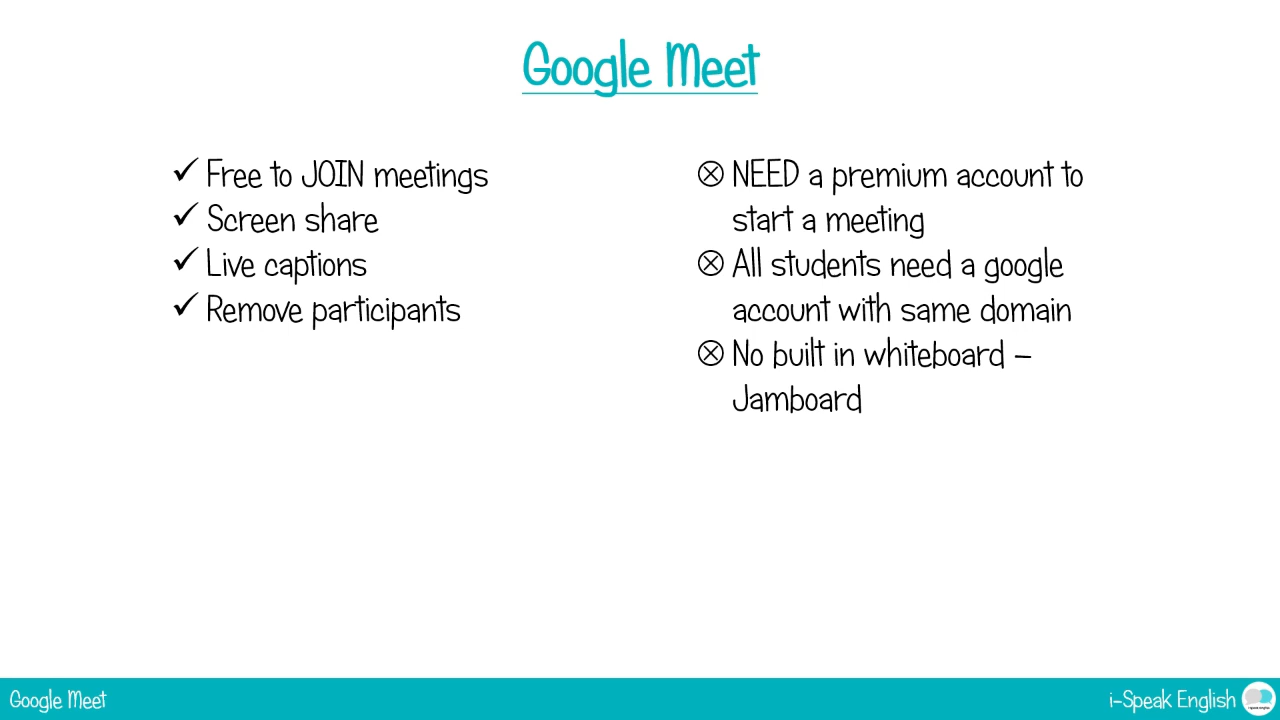 Google Meet
✓ Free to JOIN meetings
✓ Screen share
✓ Live captions
✓ Remove participants
⊗ NEED a premium account to
start a meeting
⊗ All students need a google
account with same domain
⊗ No built in whiteboard –
Jamboard
Google Meet
i-Speak English